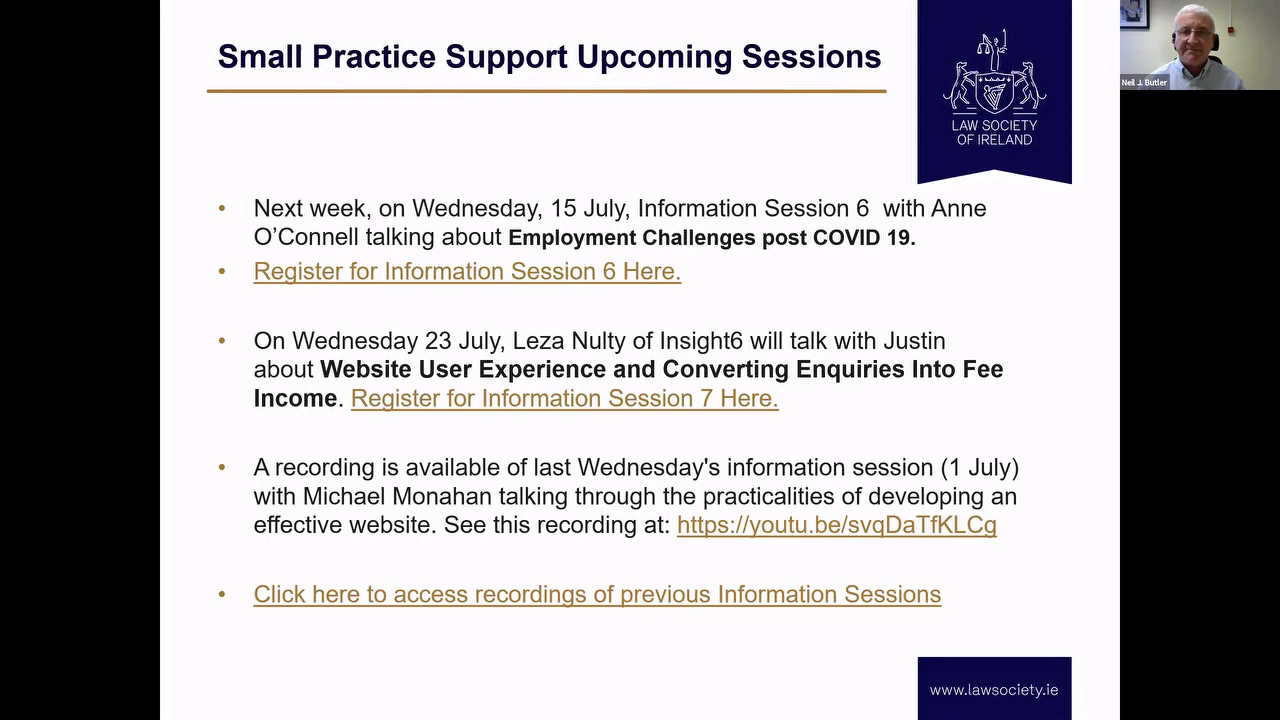 Small Practice Support Upcoming Sessions
LAW SOCIETY
OF IRELAND
Neil J. Butler
• Next week, on Wednesday, 15 July, Information Session 6 with Anne
O’Connell talking about Employment Challenges post COVID 19.
• Register for Information Session 6 Here.
• On Wednesday 23 July, Leza Nulty of Insight6 will talk with Justin
about Website User Experience and Converting Enquiries Into Fee
Income. Register for Information Session 7 Here.
• A recording is available of last Wednesday's information session (1 July)
with Michael Monahan talking through the practicalities of developing an
effective website. See this recording at: https://youtu.be/svqDaTfKLCg
• Click here to access recordings of previous Information Sessions
www.lawsociety.ie